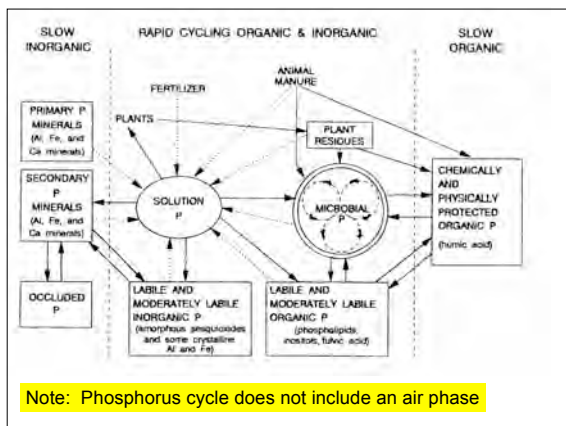 SLOW
INORGANIC
RAPID CYCLING ORGANIC & INORGANIC
SLOW
ORGANIC
ANIMAL
MANURE
FERTILIZER
PLANTS
PRIMARY P
MINERALS
(Al, Fe, and
Ca minerals)
PLANT
RESIDUES
SECONDARY
P
MINERALS
(Al, Fe, and
Ca minerals)
SOLUTION
P
MICROBIAL
P
CHEMICALLY
AND
PHYSICALLY
PROTECTED
ORGANIC P
(humic acid)
OCCLUDED
P
LABILE AND
MODERATELY LABILE
INORGANIC P
(amorphous sesquioxides
and some crystalline
Al and Fe)
LABILE AND
MODERATELY LABILE
ORGANIC P
(phospholipids,
inositols, fulvic acid)
Note: Phosphorus cycle does not include an air phase